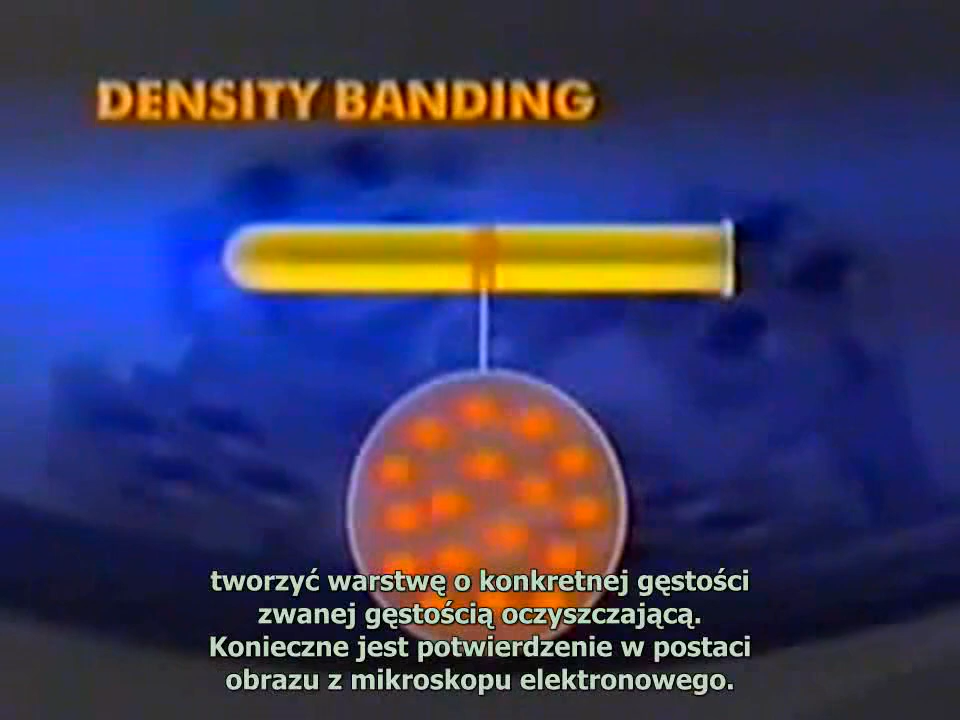 DENSITY BANDING
tworzyć warstwę o konkretnej gęstości
zwanej gęstością oczyszczającą.
Konieczne jest potwierdzenie w postaci
obrazu z mikroskopu elektronowego.